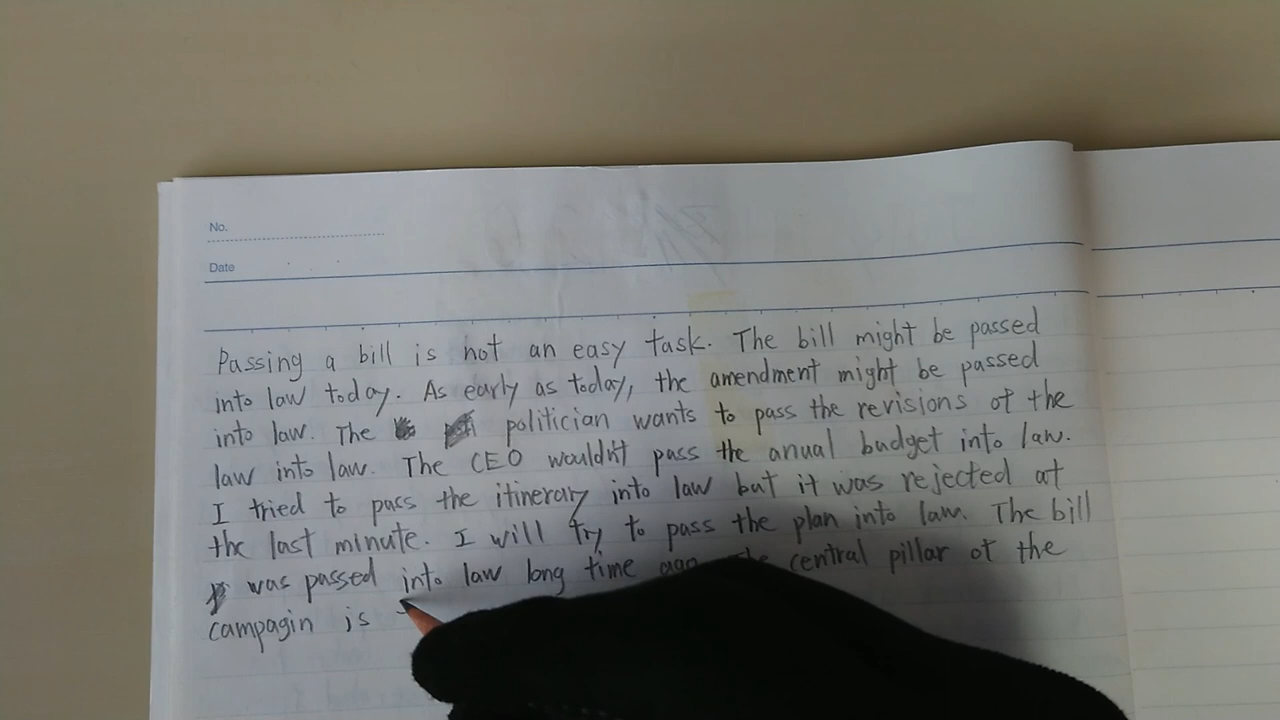 No.
Date
Passing a bill is not an easy task. The bill might be passed
into law today. As early as today, the amendment might be passed
into law. The politician wants to pass the revisions of the
law into law. The CEO wouldn't pass the anual budget into law.
I tried to pass the itinerary into law but it was rejected at
the last minute. I will try to pass the plan into law. The bill
was passed into law long time ago. The central pillar of the
campagin is